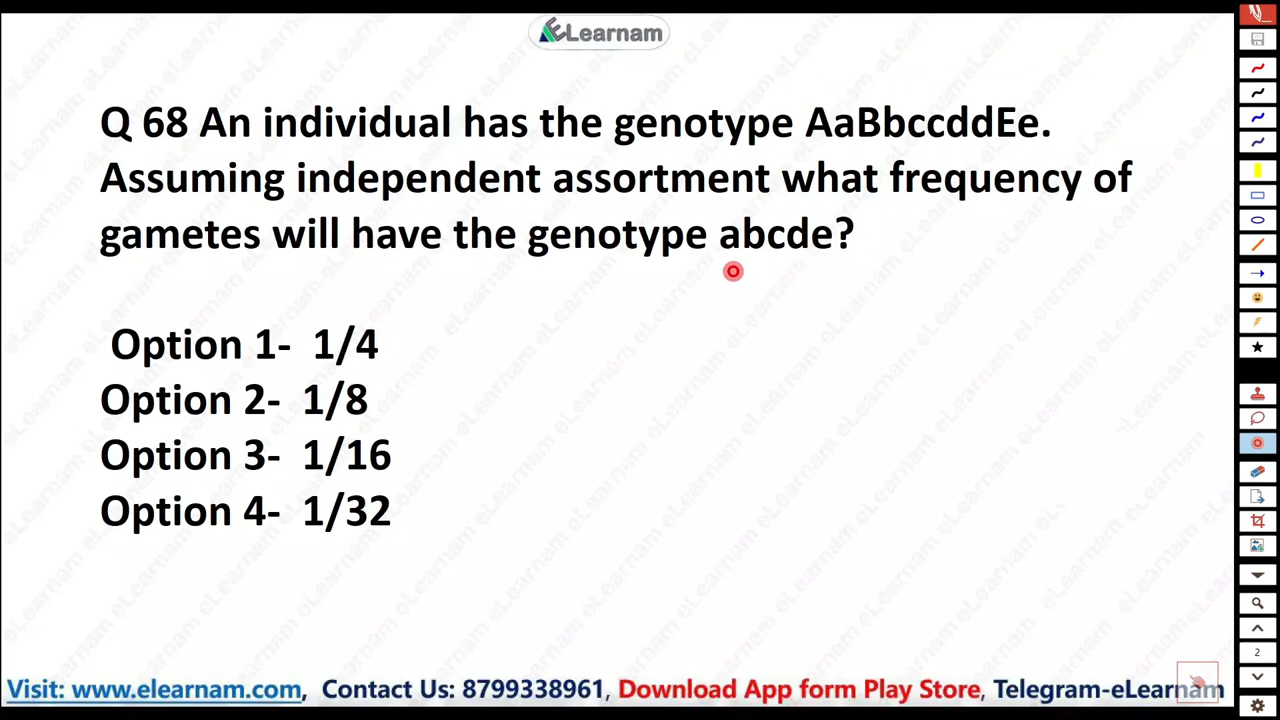 ELearnam
Q 68 An individual has the genotype AaBbccddEe.
Assuming independent assortment what frequency of
gametes will have the genotype abcde?
Option 1-  1/4
Option 2-  1/8
Option 3-  1/16
Option 4-  1/32
2
Visit: www.elearnam.com,  Contact Us: 8799338961, Download App form Play Store, Telegram-eLearnam